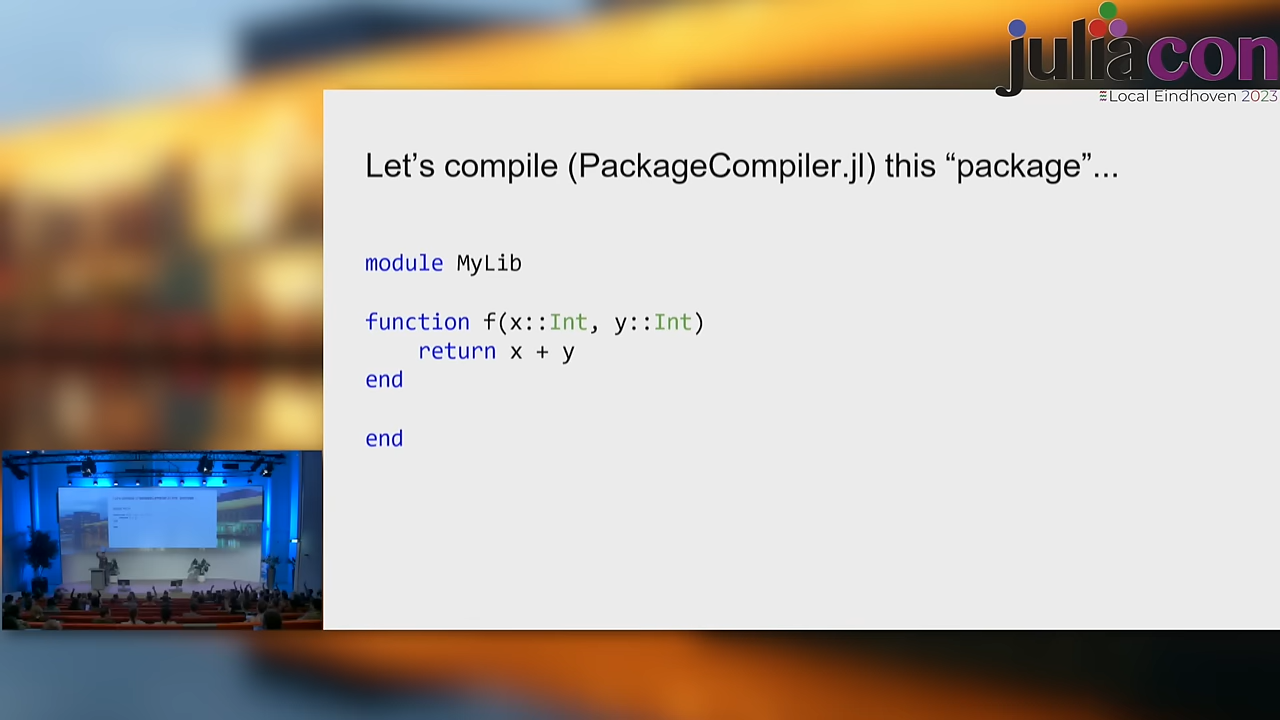 juliacon
Local Eindhoven 2023
Let’s compile (PackageCompiler.jl) this “package”...
module MyLib
function f(x::Int, y::Int)
return x + y
end
end